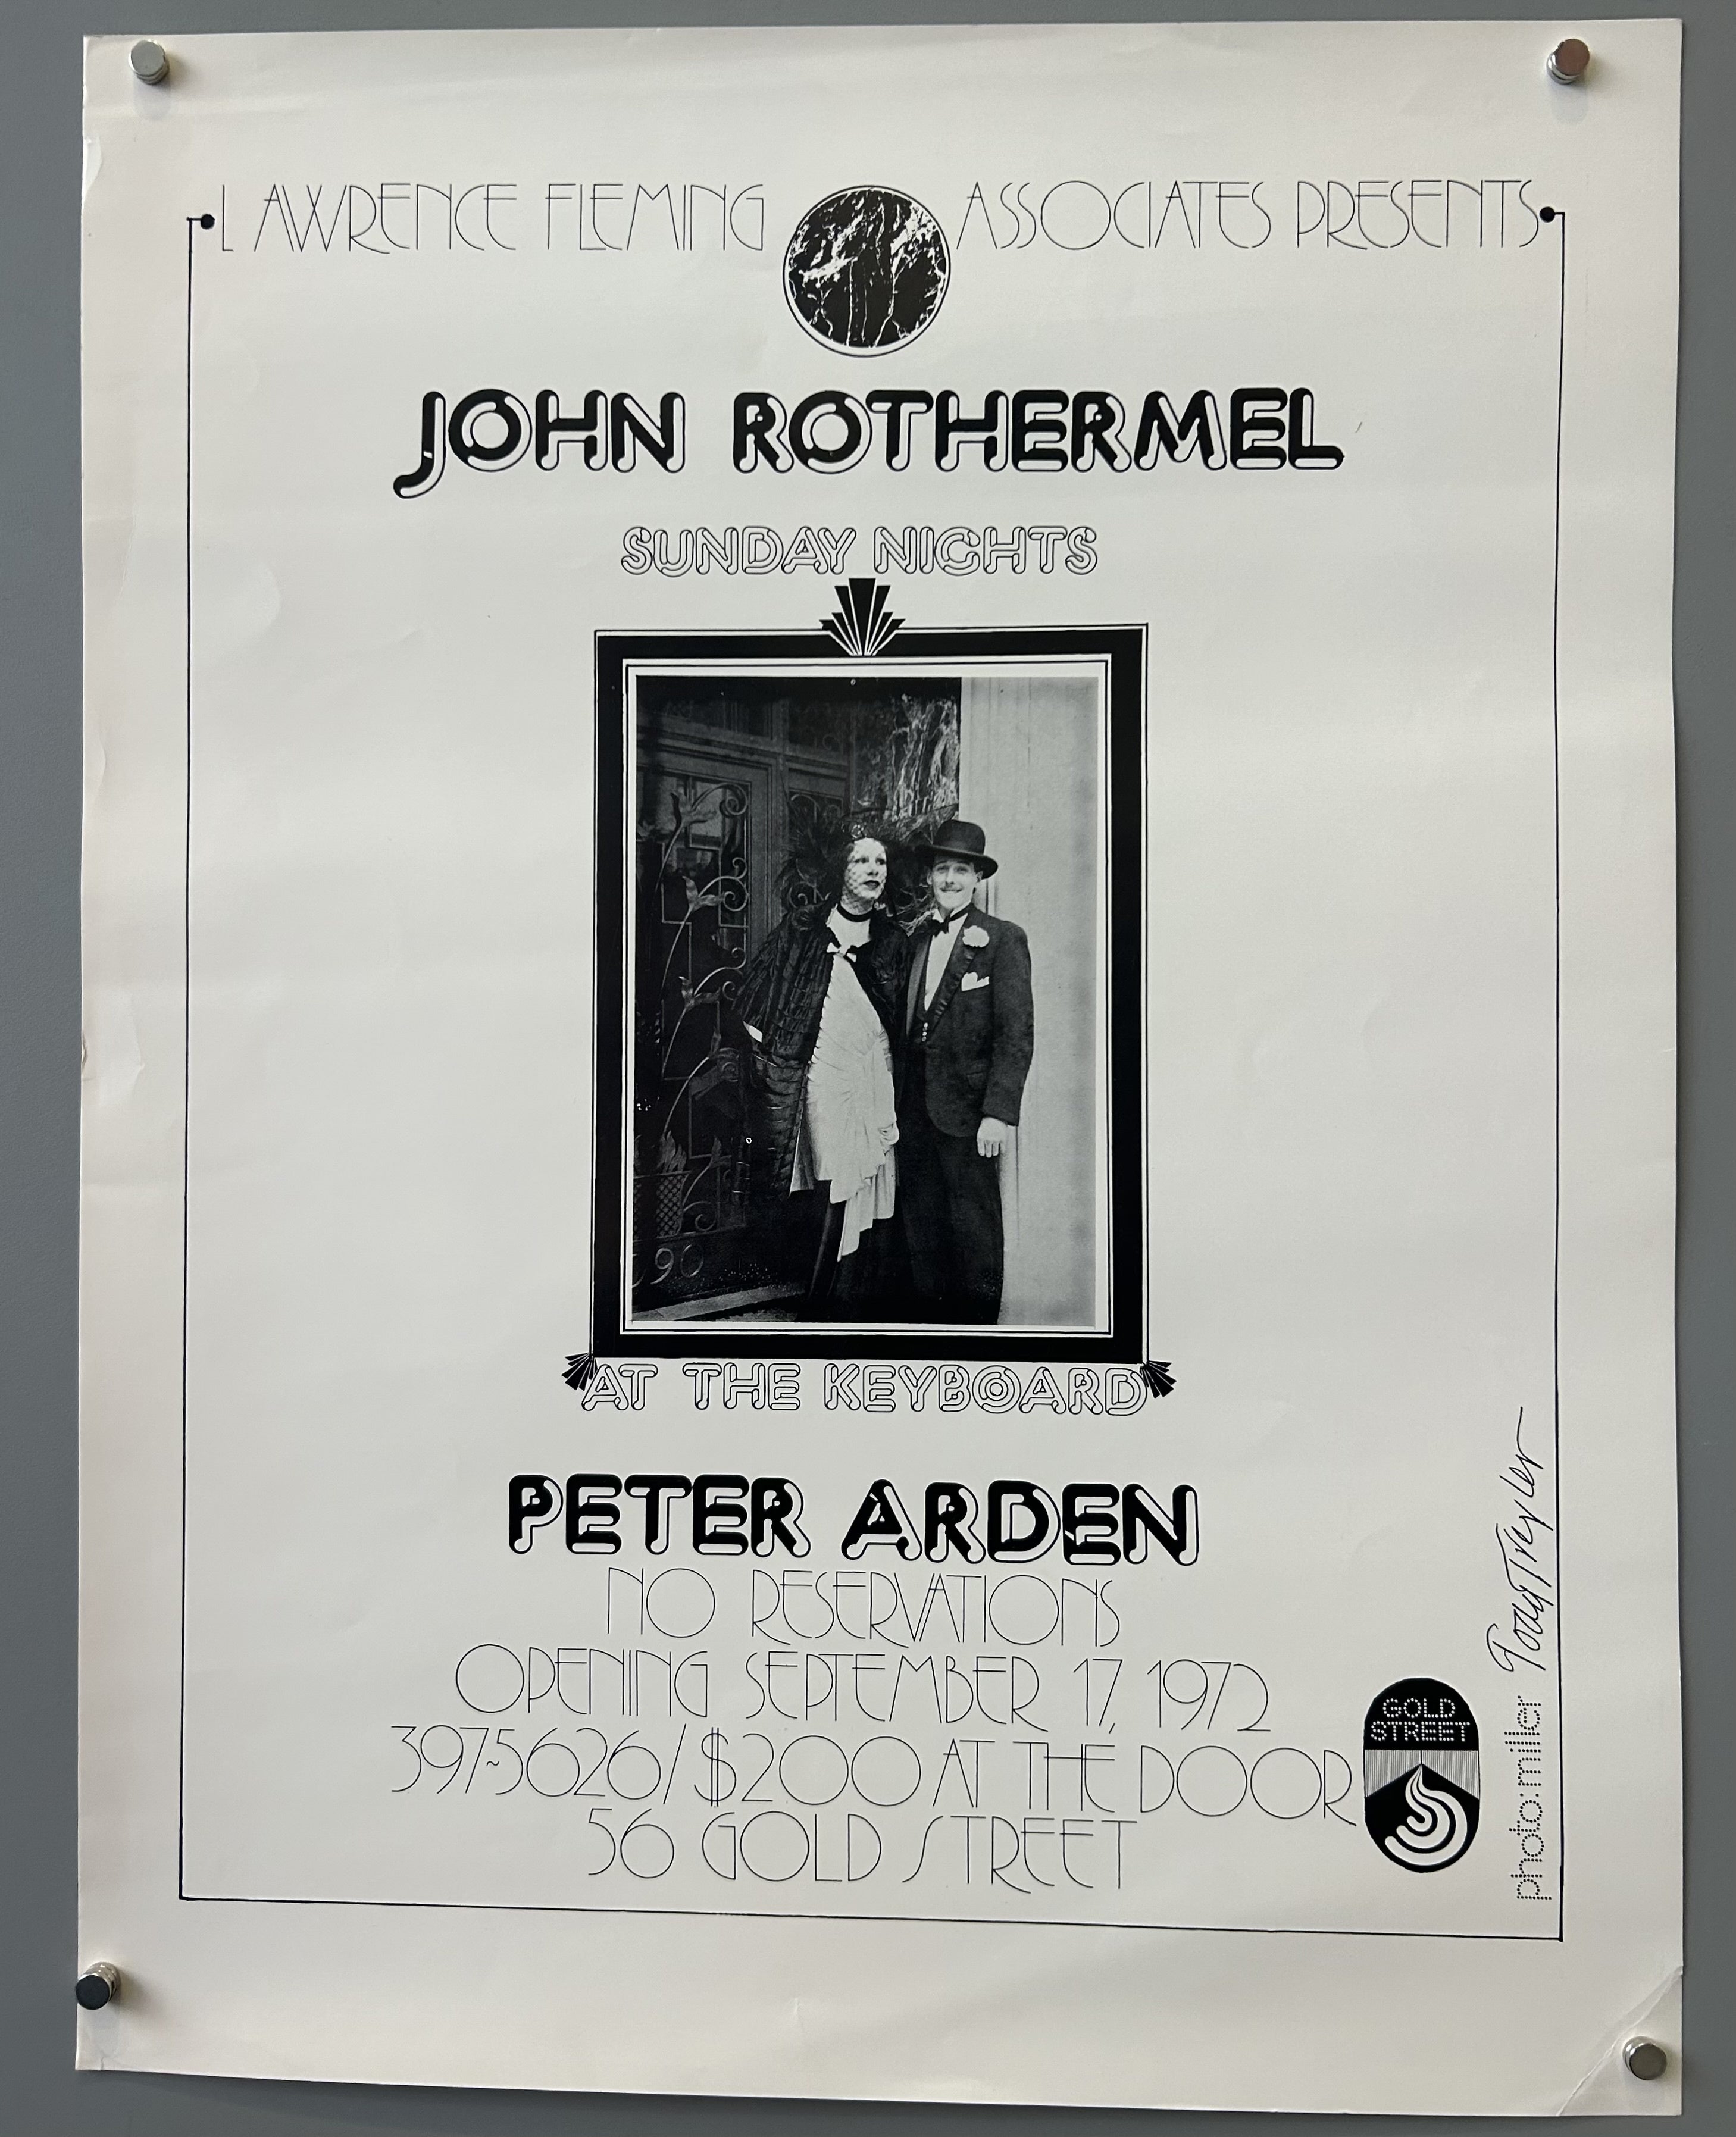 LAWRENCE FLEMING ASSOCIATES PRESENTS
JOHN ROTHERMEL
SUNDAY NIGHTS
90
AT THE KEYBOARD
PETER ARDEN
NO RESERVATIONS
OPENING SEPTEMBER 17, 1972
397-5626/$200 AT THE DOOR
56 GOLD STREET
GOLD
STREET
photo:miller